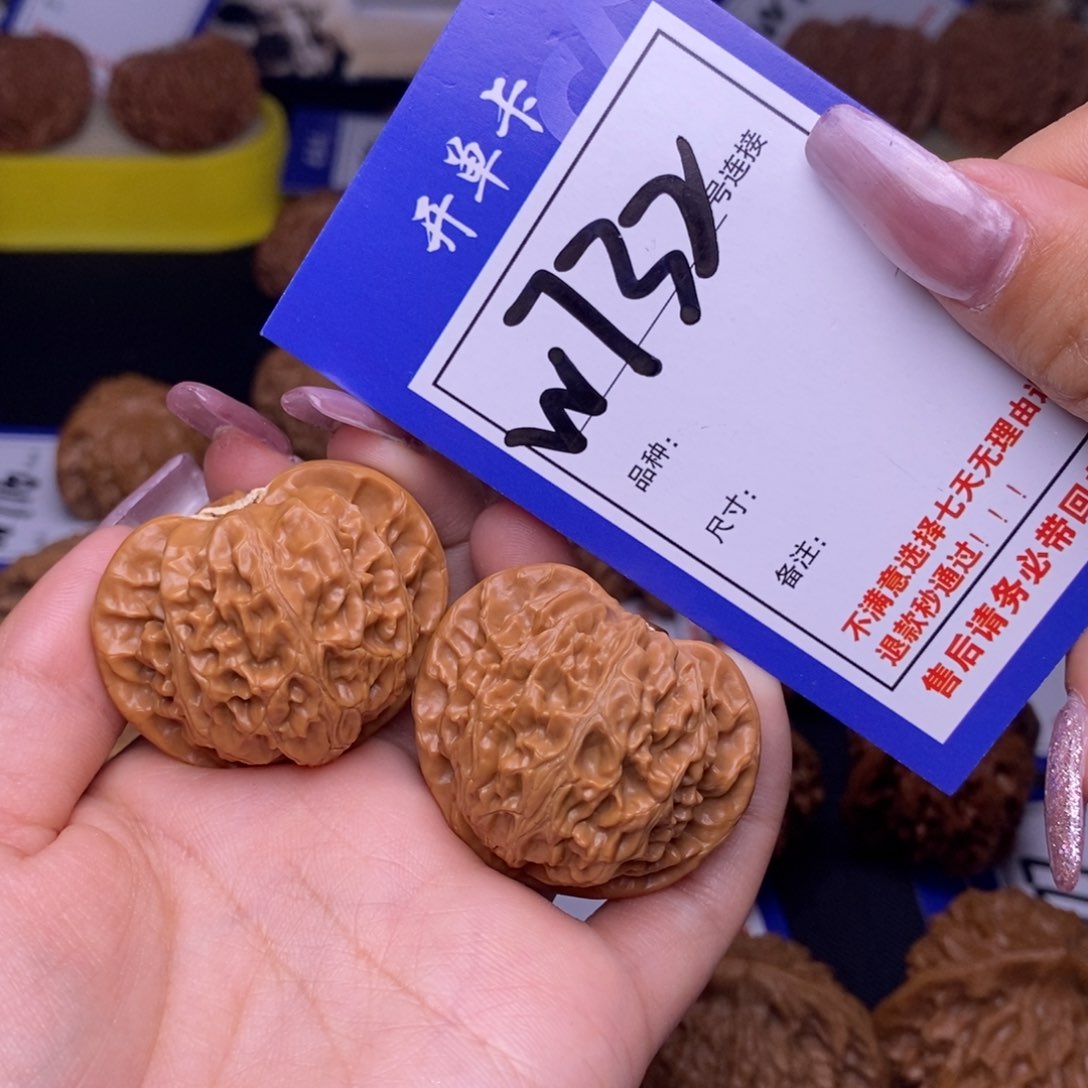 开单卡
W73X
号连接
品种：
尺寸：
备注：
不满意选择七天无理由
退款秒通过！！！
售后请务必带回